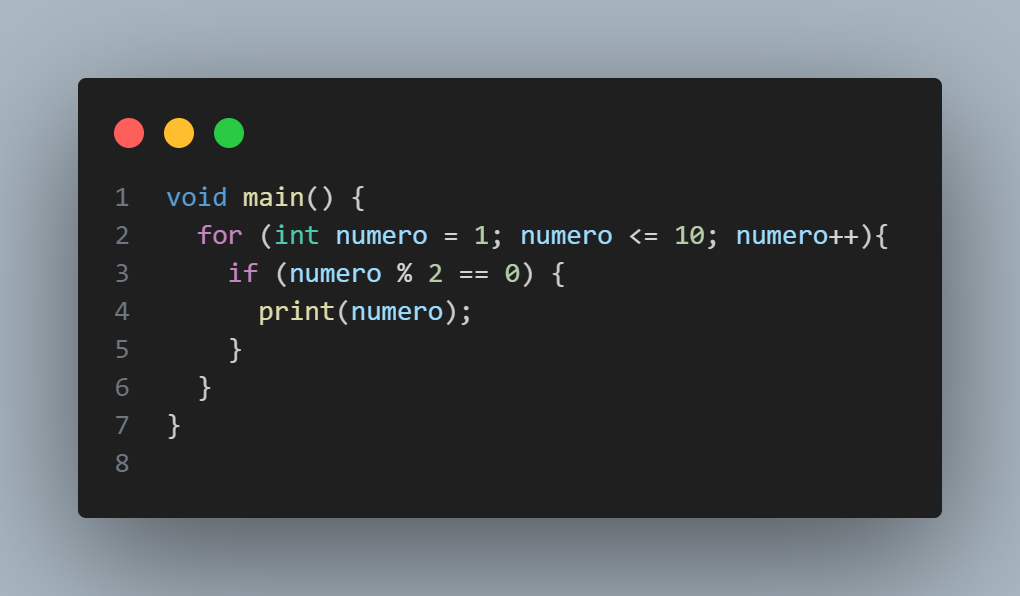 1 void main() {
2   for (int numero = 1; numero <= 10; numero++){
3     if (numero % 2 == 0) {
4       print(numero);
5     }
6   }
7 }
8